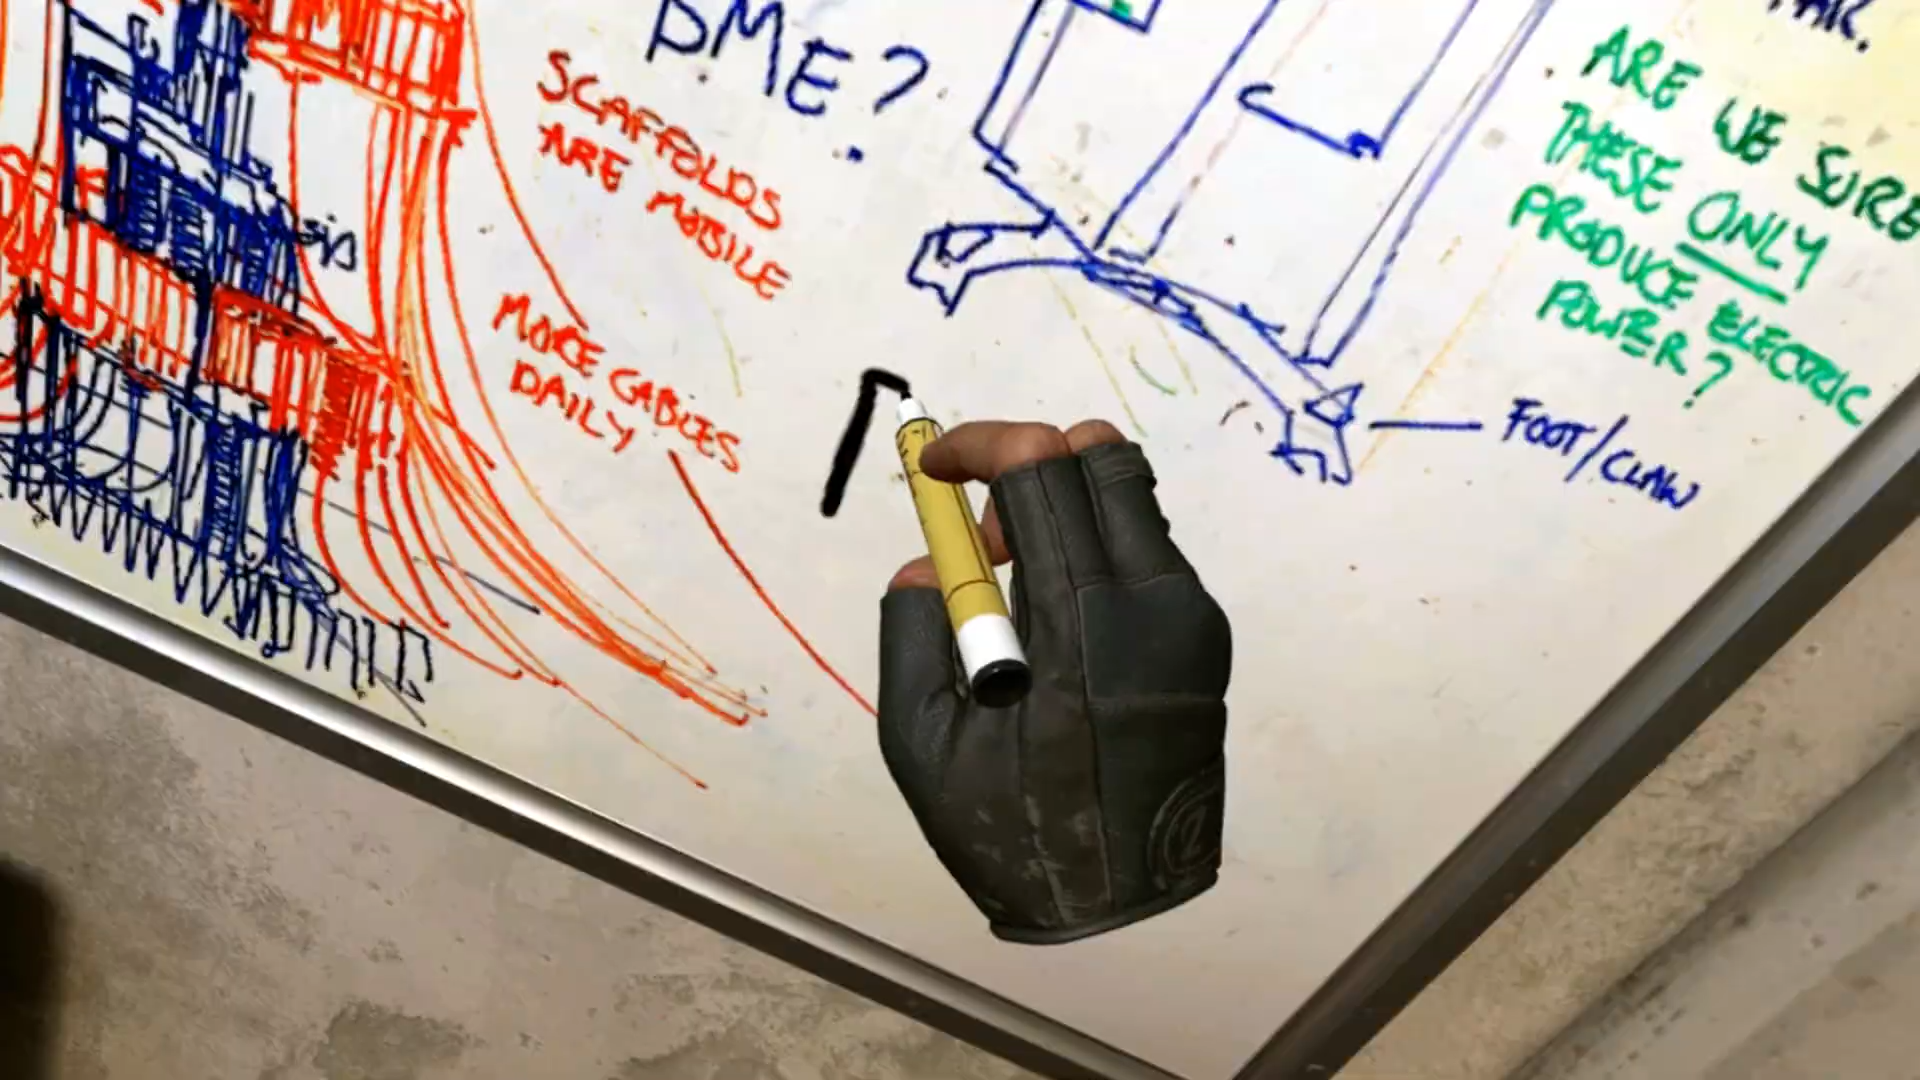 DME?
SCAFFOLDS
ARE MOBILE
MORE CABLES
DAILY
ARE WE SURE
THESE ONLY
PRODUCE ELECTRIC
POWER?
FOOT/CLAW